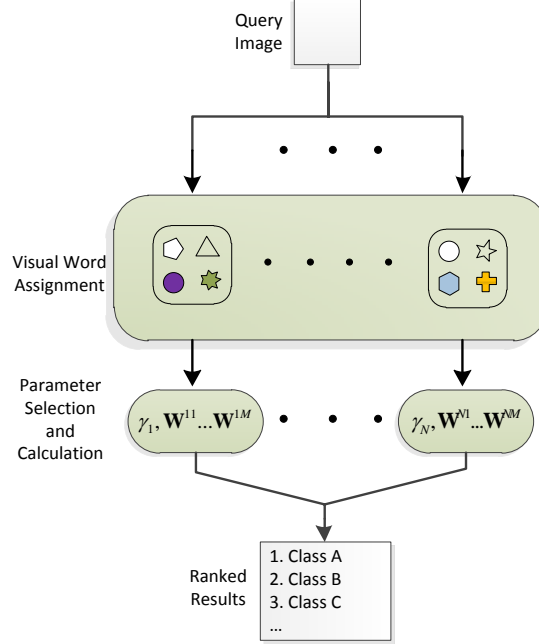 Query
Image
Visual Word
Assignment
Parameter
Selection
and
Calculation
γ₁, W¹¹...W¹ᴹ
γ_N, Wᴺ¹...Wᴺᴹ
Ranked
Results
1. Class A
2. Class B
3. Class C
...